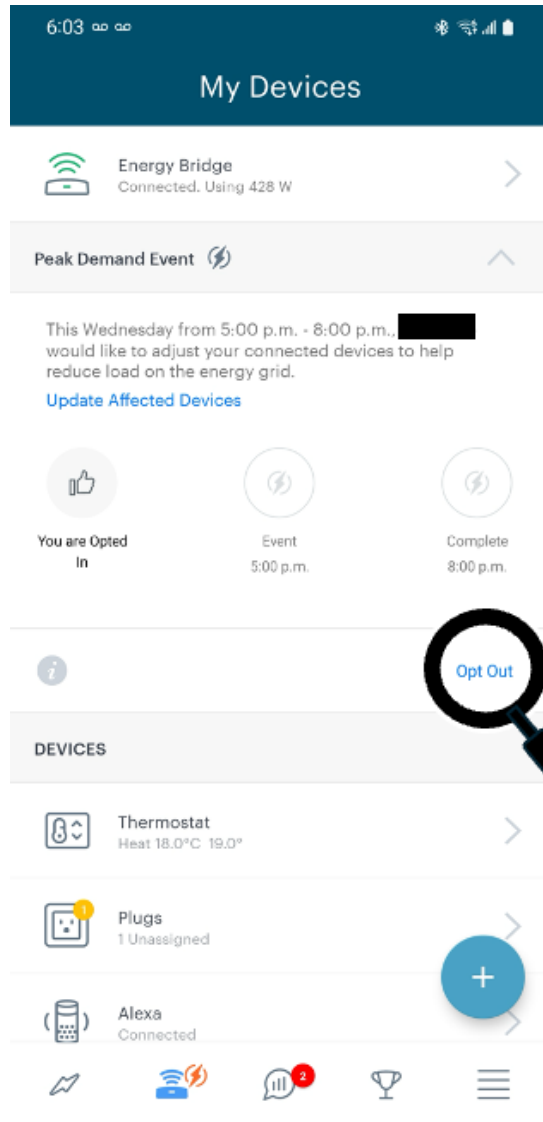 6:03
My Devices
Energy Bridge
Connected. Using 428 W
Peak Demand Event
This Wednesday from 5:00 p.m. - 8:00 p.m.,
would like to adjust your connected devices to help
reduce load on the energy grid.
Update Affected Devices
You are Opted
In
Event
5:00 p.m.
Complete
8:00 p.m.
i
Opt Out
DEVICES
Thermostat
Heat 18.0°C 19.0°
1
Plugs
1 Unassigned
+
Alexa
Connected
2